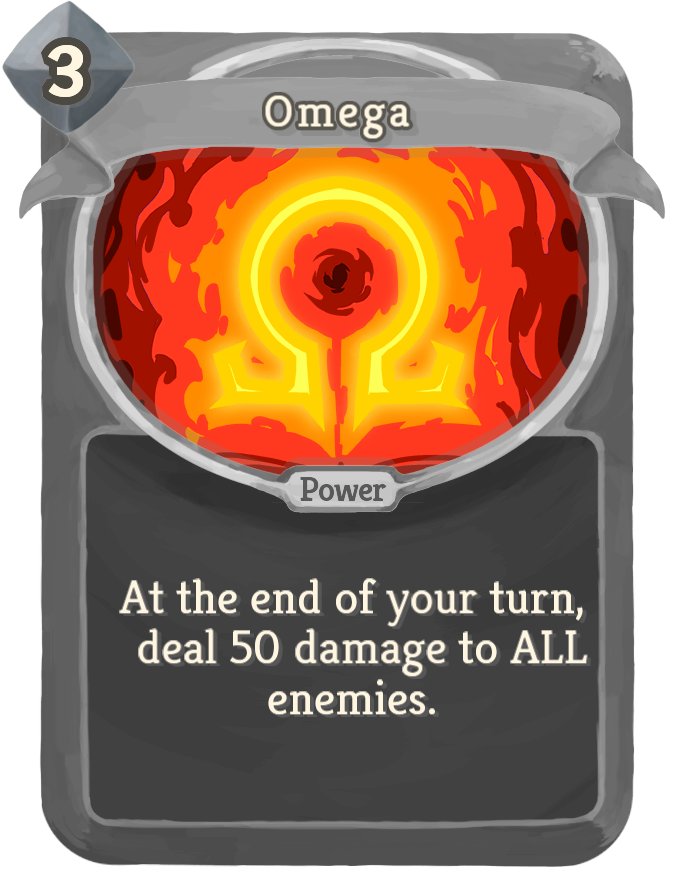 3
Omega
Power
At the end of your turn,
deal 50 damage to ALL
enemies.